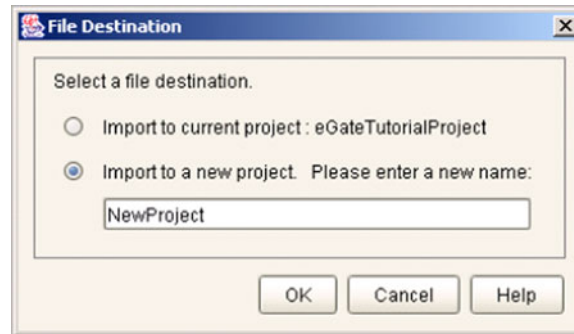 File Destination
Select a file destination.
Import to current project : eGateTutorialProject
Import to a new project. Please enter a new name:
NewProject
OK Cancel Help